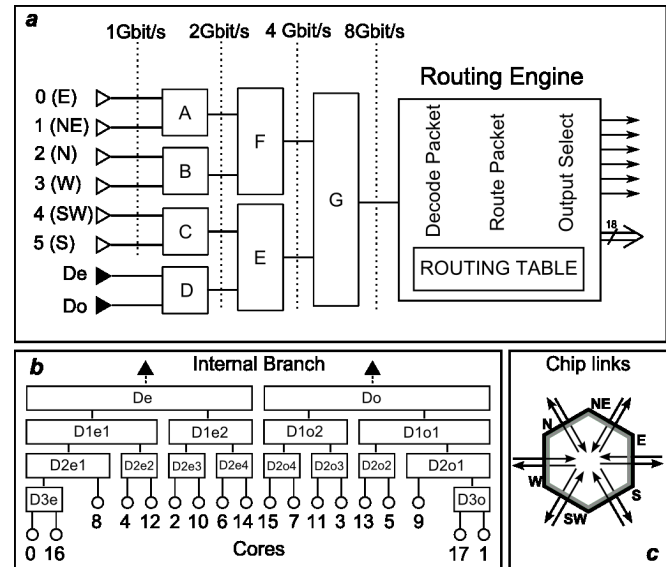 a
1Gbit/s 2Gbit/s 4 Gbit/s 8Gbit/s
Routing Engine
0 (E)
1 (NE)
2 (N)
3 (W)
4 (SW)
5 (S)
De
Do
A
B
C
D
F
E
G
Decode Packet
Route Packet
Output Select
ROUTING TABLE
18
b Internal Branch
De Do
D1e1 D1e2 D1o2 D1o1
D2e1 D2e2 D2e3 D2e4 D2o4 D2o3 D2o2 D2o1
D3e D3o
8 4 12 2 10 6 14 15 7 11 3 13 5 9
0 16 Cores 17 1
Chip links
N NE E
W SW S
c